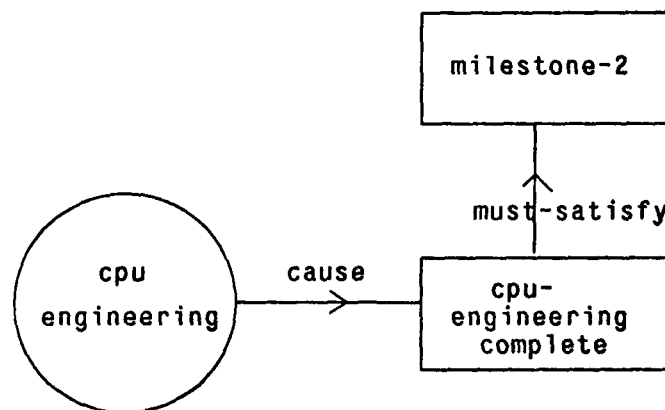 milestone-2
must-satisfy
cpu
engineering
cause
cpu-
engineering
complete